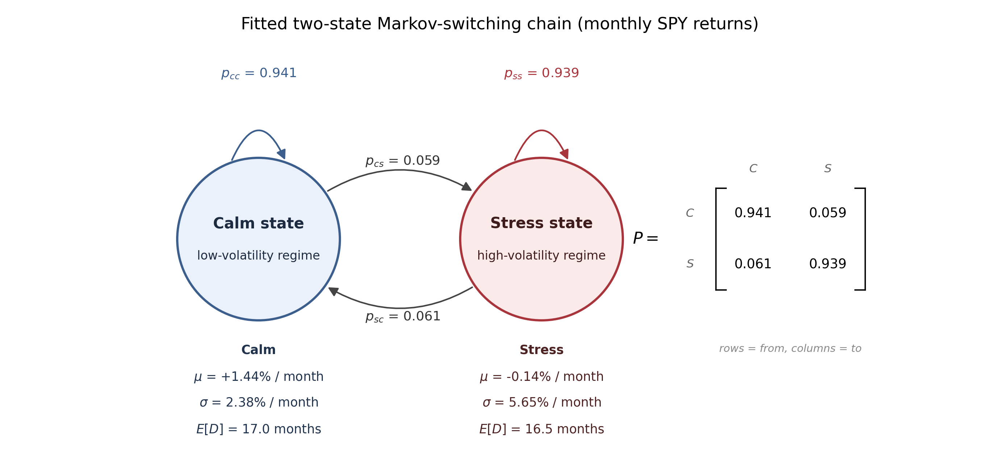 Fitted two-state Markov-switching chain (monthly SPY returns)
p_cc = 0.941
p_ss = 0.939
p_cs = 0.059
Calm state
low-volatility regime
Stress state
high-volatility regime
p_sc = 0.061
P =
C S
C 0.941 0.059
S 0.061 0.939
rows = from, columns = to
Calm
μ = +1.44% / month
σ = 2.38% / month
E[D] = 17.0 months
Stress
μ = -0.14% / month
σ = 5.65% / month
E[D] = 16.5 months